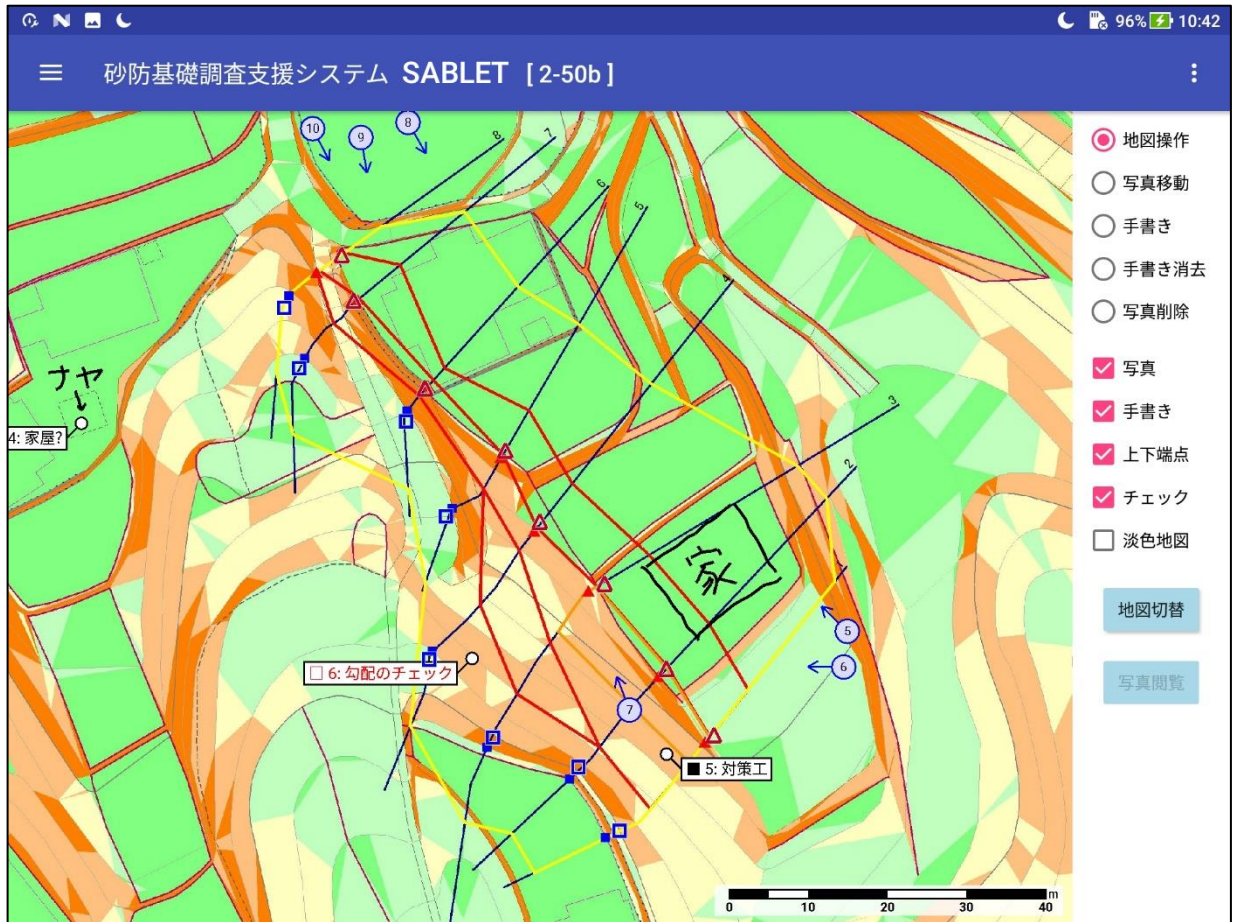 96% 10:42
砂防基礎調査支援システム SABLET [ 2-50b ]
10
9
8
8
7
6
5
4
3
2
ナヤ
↓
4: 家屋?
家
□ 6: 勾配のチェック
■ 5: 対策工
5
6
7
m
0 10 20 30 40
地図操作
写真移動
手書き
手書き消去
写真削除
写真
手書き
上下端点
チェック
淡色地図
地図切替
写真閲覧